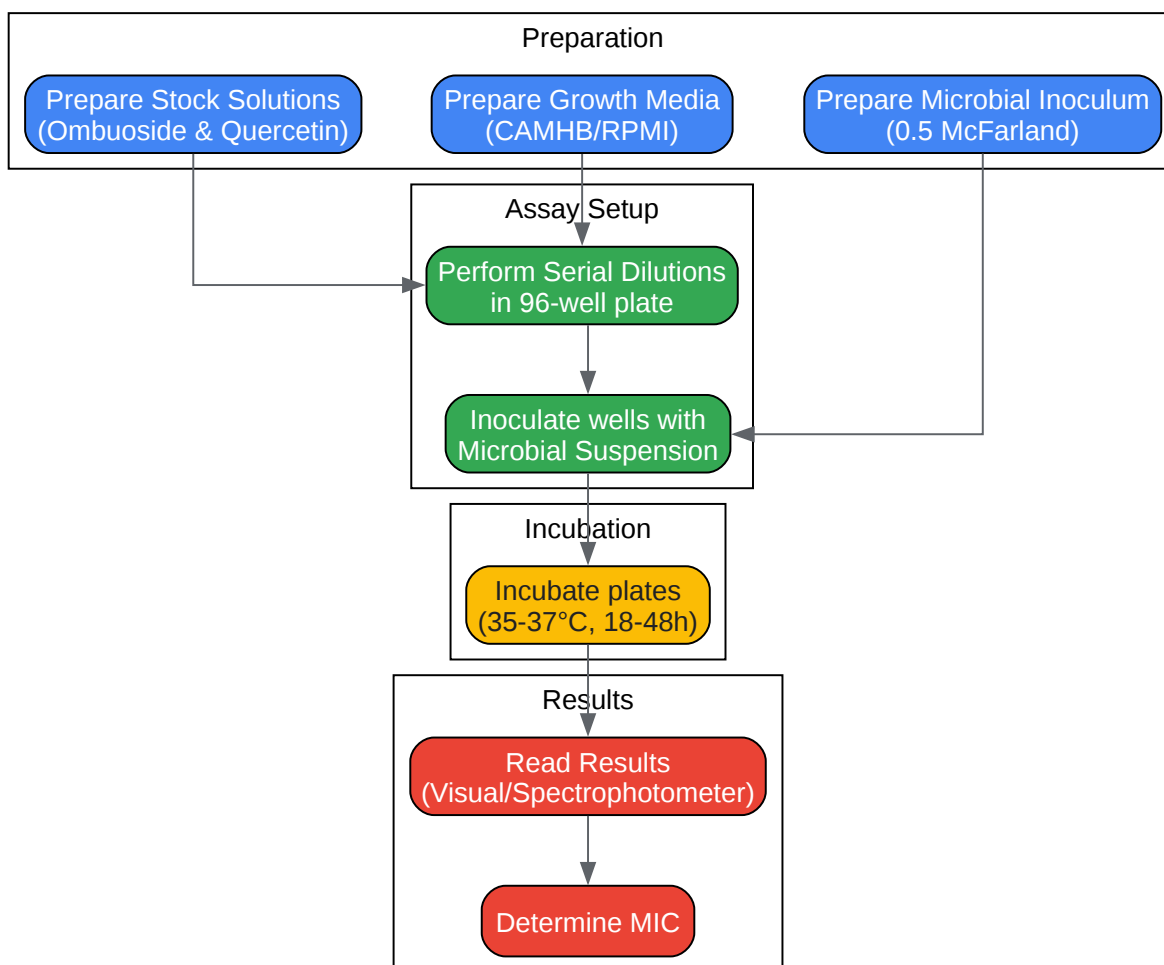 Preparation
Prepare Stock Solutions
(Ombuoside & Quercetin)
Prepare Growth Media
(CAMHB/RPMI)
Prepare Microbial Inoculum
(0.5 McFarland)
Assay Setup
Perform Serial Dilutions
in 96-well plate
Inoculate wells with
Microbial Suspension
Incubation
Incubate plates
(35-37°C, 18-48h)
Results
Read Results
(Visual/Spectrophotometer)
Determine MIC